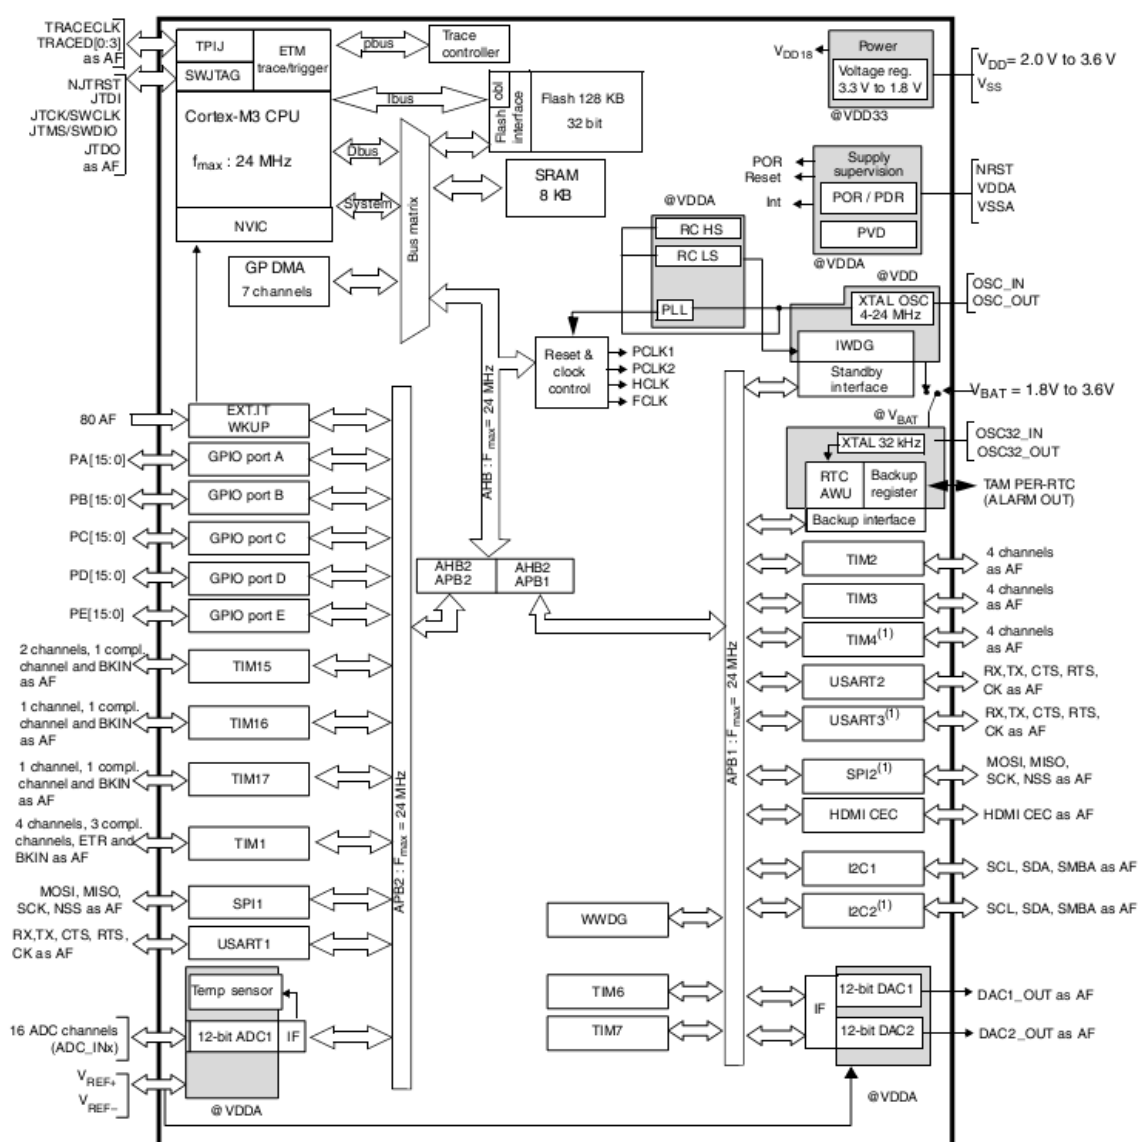 TRACECLK
TRACED[0:3]
as AF
NJTRST
JTDI
JTCK/SWCLK
JTMS/SWDIO
JTDO
as AF
TPIJ
SWJTAG
ETM
trace/trigger
Cortex-M3 CPU
fmax : 24 MHz
NVIC
pbus
Trace
controller
Ibus
Dbus
System
Bus matrix
Flash
interface
obl
Flash 128 KB
32 bit
SRAM
8 KB
GP DMA
7 channels
VDD18
Power
Voltage reg.
3.3 V to 1.8 V
@VDD33
VDD= 2.0 V to 3.6 V
VSS
POR
Reset
Int
Supply
supervision
POR / PDR
PVD
@VDDA
NRST
VDDA
VSSA
@VDDA
RC HS
RC LS
PLL
@VDD
XTAL OSC
4-24 MHz
OSC_IN
OSC_OUT
IWDG
Standby
interface
Reset &
clock
control
PCLK1
PCLK2
HCLK
FCLK
VBAT = 1.8V to 3.6V
@VBAT
XTAL 32 kHz
OSC32_IN
OSC32_OUT
RTC
AWU
Backup
register
Backup interface
TAM PER-RTC
(ALARM OUT)
AHB : Fmax= 24 MHz
AHB2
APB2
AHB2
APB1
80 AF
EXT.IT
WKUP
PA[15:0]
GPIO port A
PB[15:0]
GPIO port B
PC[15:0]
GPIO port C
PD[15:0]
GPIO port D
PE[15:0]
GPIO port E
2 channels, 1 compl.
channel and BKIN
as AF
TIM15
1 channel, 1 compl.
channel and BKIN
as AF
TIM16
1 channel, 1 compl.
channel and BKIN
as AF
TIM17
4 channels, 3 compl.
channels, ETR and
BKIN as AF
TIM1
MOSI, MISO,
SCK, NSS as AF
SPI1
RX,TX, CTS, RTS,
CK as AF
USART1
Temp sensor
16 ADC channels
(ADC_INx)
12-bit ADC1
IF
VREF+
VREF–
@ VDDA
APB2 : Fmax = 24 MHz
APB1 : Fmax= 24 MHz
TIM2
4 channels
as AF
TIM3
4 channels
as AF
TIM4(1)
4 channels
as AF
USART2
RX,TX, CTS, RTS,
CK as AF
USART3(1)
RX,TX, CTS, RTS,
CK as AF
SPI2(1)
MOSI, MISO,
SCK, NSS as AF
HDMI CEC
HDMI CEC as AF
I2C1
SCL, SDA, SMBA as AF
I2C2(1)
SCL, SDA, SMBA as AF
WWDG
TIM6
TIM7
IF
12-bit DAC1
DAC1_OUT as AF
12-bit DAC2
DAC2_OUT as AF
@VDDA